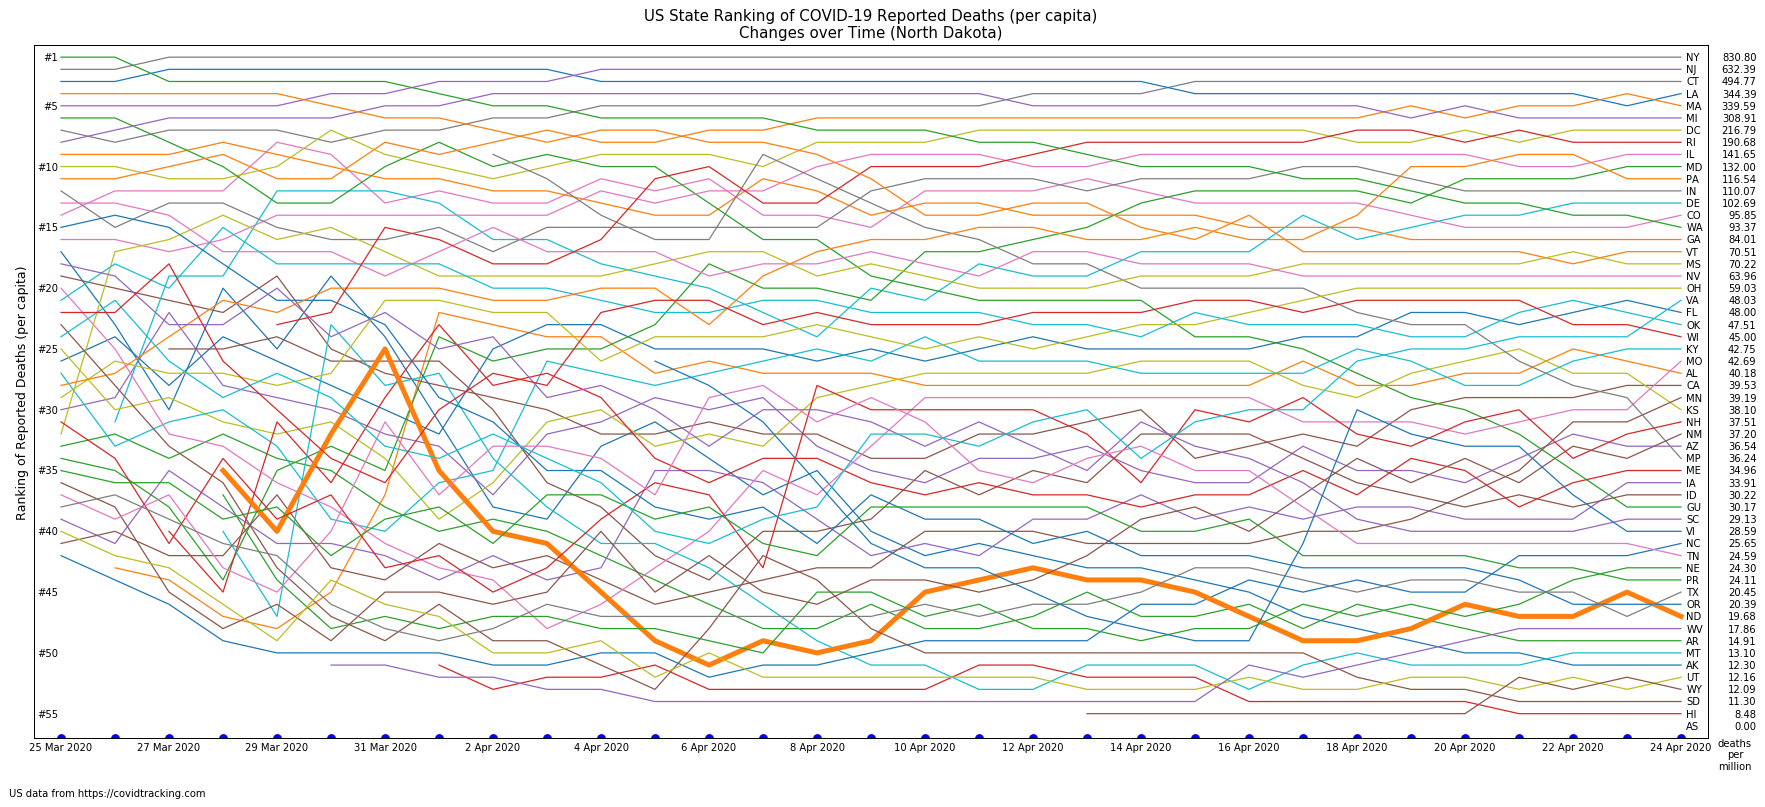 US State Ranking of COVID-19 Reported Deaths (per capita)
Changes over Time (North Dakota)
Ranking of Reported Deaths (per capita)
#1
#5
#10
#15
#20
#25
#30
#35
#40
#45
#50
#55
NY 830.80
NJ 632.39
CT 494.77
LA 344.39
MA 339.59
MI 308.91
DC 216.79
RI 190.68
IL 141.65
MD 132.00
PA 116.54
IN 110.07
DE 102.69
CO 95.85
WA 93.37
GA 84.01
VT 70.51
MS 70.22
NV 63.96
OH 59.03
VA 48.03
FL 48.00
OK 47.51
WI 45.00
KY 42.75
MO 42.69
AL 40.18
CA 39.53
MN 39.19
KS 38.10
NH 37.51
NM 37.20
AZ 36.54
MP 36.24
ME 34.96
IA 33.91
ID 30.22
GU 30.17
SC 29.13
VI 28.59
NC 25.65
TN 24.59
NE 24.30
PR 24.11
TX 20.45
OR 20.39
ND 19.68
WV 17.86
AR 14.91
MT 13.10
AK 12.30
UT 12.16
WY 12.09
SD 11.30
HI 8.48
AS 0.00
25 Mar 2020 27 Mar 2020 29 Mar 2020 31 Mar 2020 2 Apr 2020 4 Apr 2020 6 Apr 2020 8 Apr 2020 10 Apr 2020 12 Apr 2020 14 Apr 2020 16 Apr 2020 18 Apr 2020 20 Apr 2020 22 Apr 2020 24 Apr 2020
deaths
per
million
US data from https://covidtracking.com